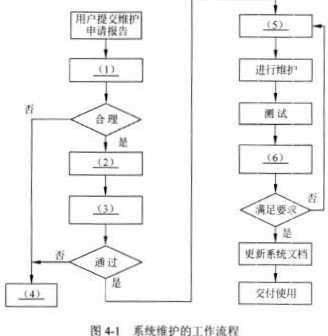 用户提交维护
申请报告
(1)
否
合理
是
(2)
(3)
否
通过
是
(4)
(5)
进行维护
测试
(6)
满足要求
是
更新系统文档
交付使用
图 4-1 系统维护的工作流程